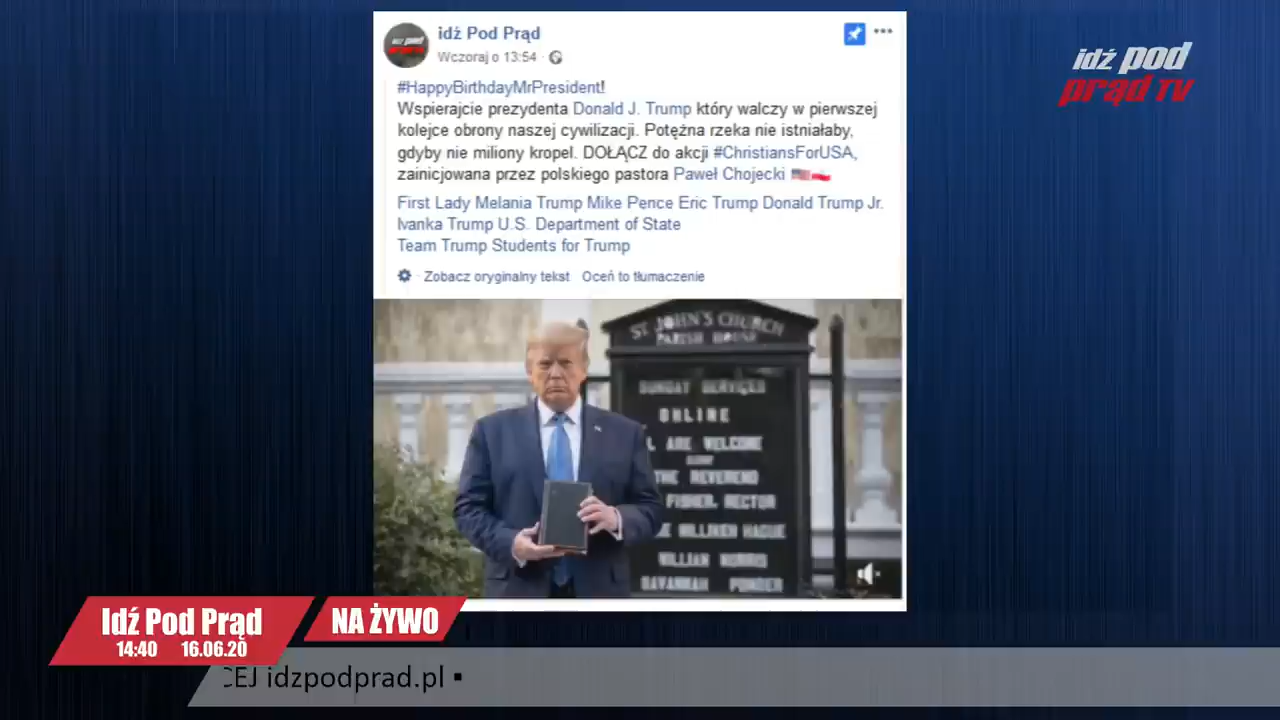 idź Pod Prąd
Wczoraj o 13:54
#HappyBirthdayMrPresident!
Wspierajcie prezydenta Donald J. Trump który walczy w pierwszej
kolejce obrony naszej cywilizacji. Potężna rzeka nie istniałaby,
gdyby nie miliony kropel. DOŁĄCZ do akcji #ChristiansForUSA,
zainicjowana przez polskiego pastora Paweł Chojecki
First Lady Melania Trump Mike Pence Eric Trump Donald Trump Jr.
Ivanka Trump U.S. Department of State
Team Trump Students for Trump
Zobacz oryginalny tekst Oceń to tłumaczenie
idź pod
prąd TV
ST JOHN'S CHURCH
PARISH HOUSE
SUNDAY SERVICES
ONLINE
ARE WELCOME
THE REVEREND
FISHER, RECTOR
WILLIAM MORRIS
SAVANNAH PONDER
Idź Pod Prąd
14:40 16.06.20
NA ŻYWO
CEJ idzpodprad.pl ▪